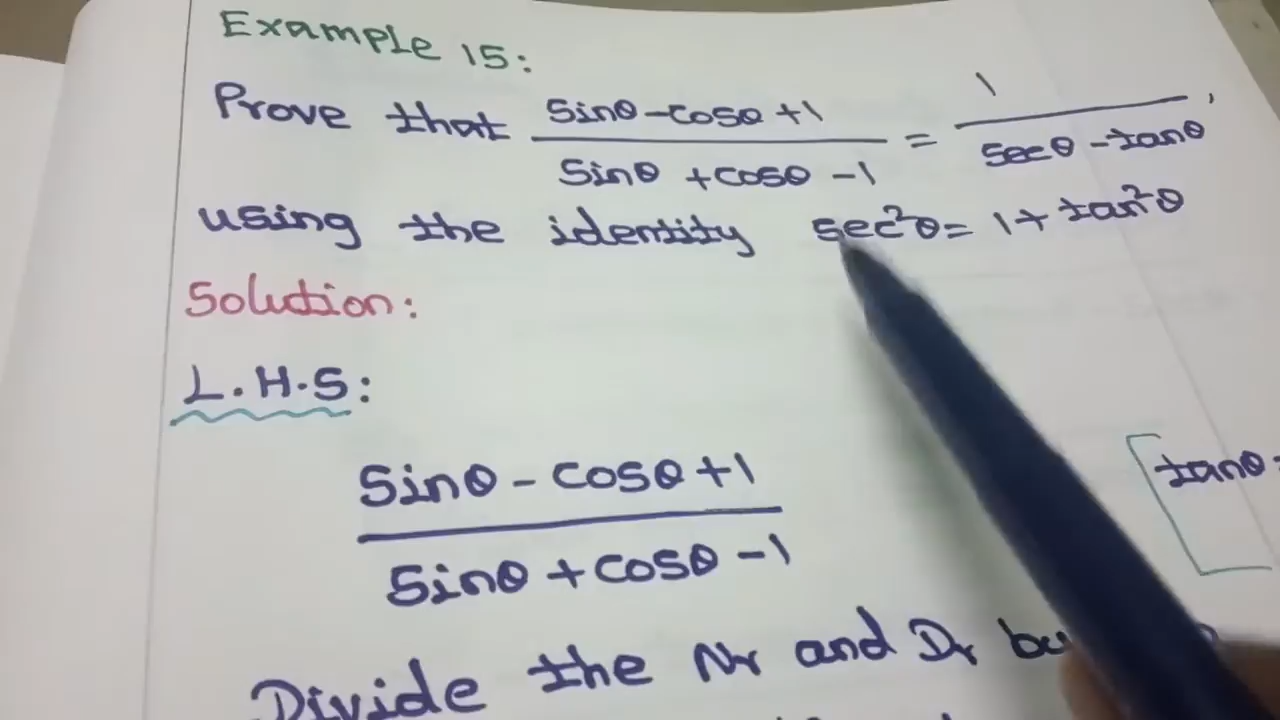 Example 15:
Prove that (sinθ-cosθ+1)/(sinθ+cosθ-1) = 1/(secθ-tanθ),
using the identity sec²θ = 1+tan²θ
Solution:
L.H.S:
(sinθ-cosθ+1)/(sinθ+cosθ-1)
[tanθ
Divide the Nr and Dr